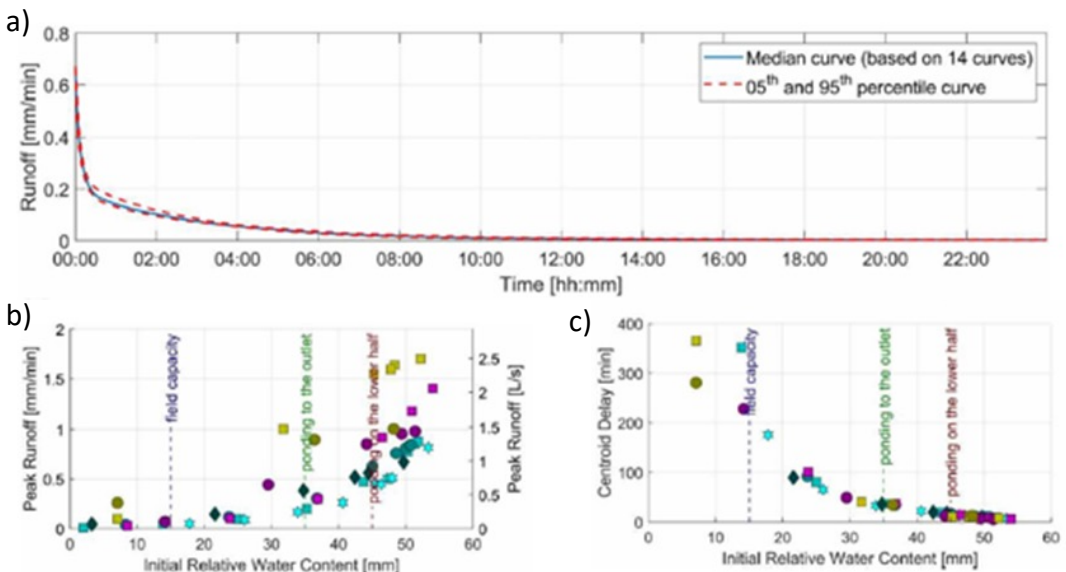 a)
0.8
0.6
0.4
0.2
0
Runoff [mm/min]
Median curve (based on 14 curves)
05th and 95th percentile curve
00:00 02:00 04:00 06:00 08:00 10:00 12:00 14:00 16:00 18:00 20:00 22:00
Time [hh:mm]
b)
2
1.5
1
0.5
0
Peak Runoff [mm/min]
field capacity
ponding to the outlet
ponding on the lower half
2.5
2
1.5
1
0.5
0
Peak Runoff [L/s]
0 10 20 30 40 50 60
Initial Relative Water Content [mm]
c)
400
300
200
100
0
Centroid Delay [min]
field capacity
ponding to the outlet
ponding on the lower half
0 10 20 30 40 50 60
Initial Relative Water Content [mm]